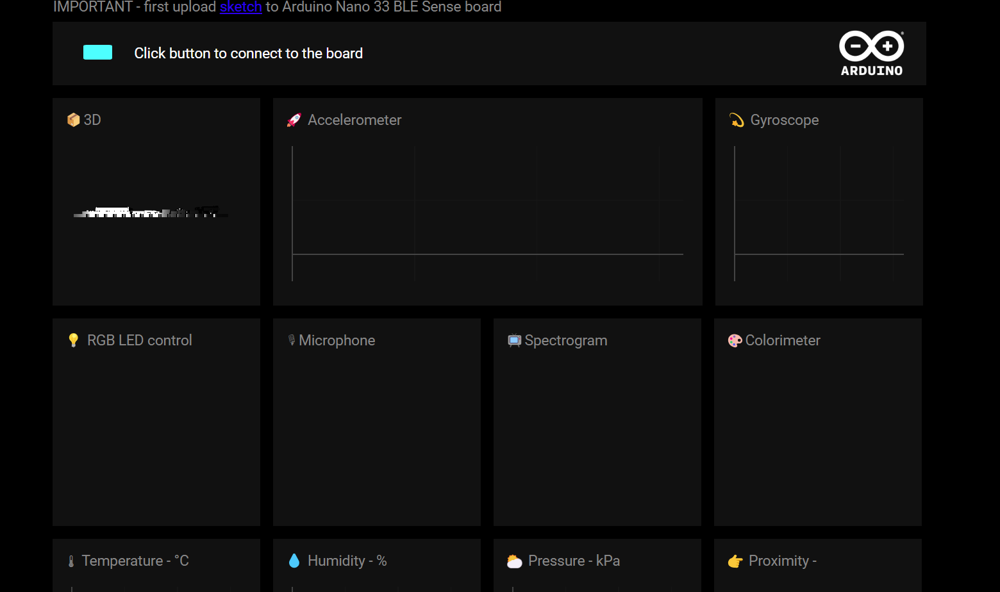 IMPORTANT - first upload sketch to Arduino Nano 33 BLE Sense board
Click button to connect to the board
ARDUINO
3D
Accelerometer
Gyroscope
RGB LED control
Microphone
Spectrogram
Colorimeter
Temperature - °C
Humidity - %
Pressure - kPa
Proximity -